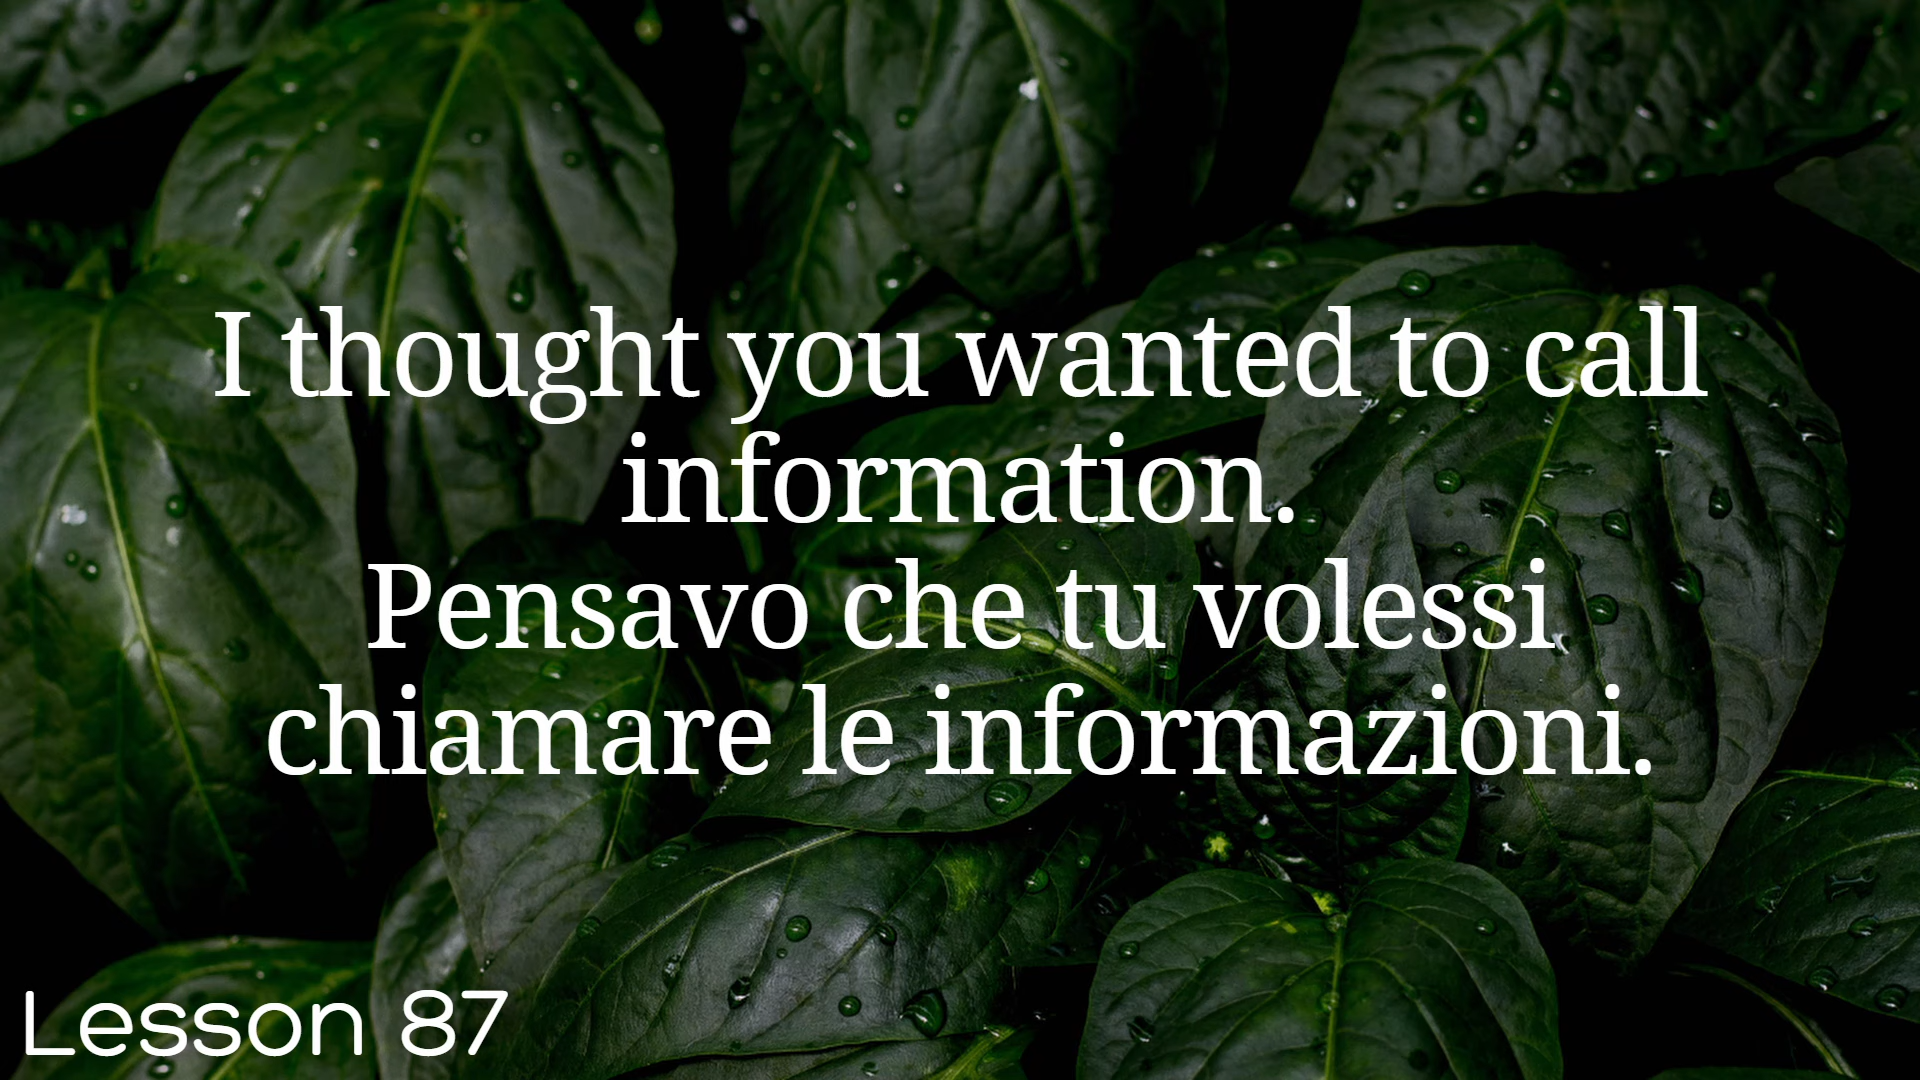 I thought you wanted to call
information.
Pensavo che tu volessi
chiamare le informazioni.
Lesson 87